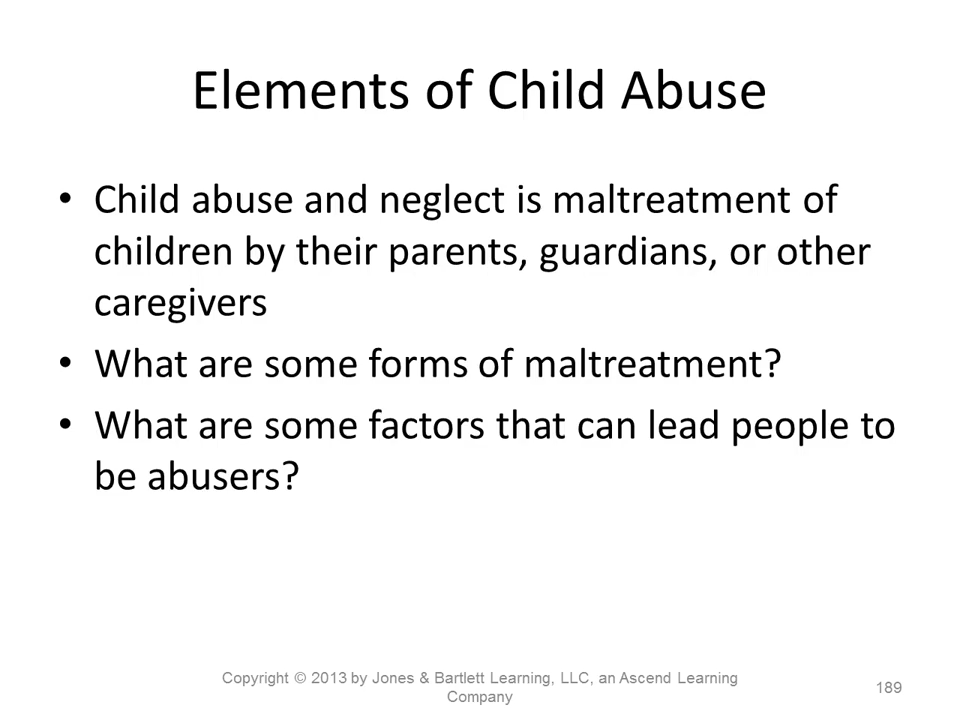 Elements of Child Abuse
• Child abuse and neglect is maltreatment of
children by their parents, guardians, or other
caregivers
• What are some forms of maltreatment?
• What are some factors that can lead people to
be abusers?
Copyright © 2013 by Jones & Bartlett Learning, LLC, an Ascend Learning
Company
189